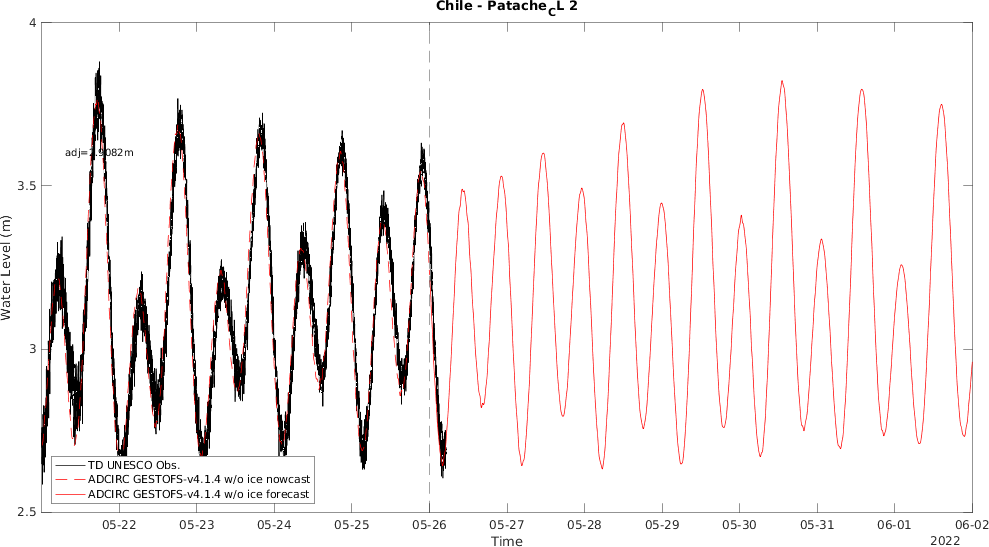 Chile - Patache_CL 2
4
adj=2.9082m
3.5
Water Level (m)
3
TD UNESCO Obs.
ADCIRC GESTOFS-v4.1.4 w/o ice nowcast
ADCIRC GESTOFS-v4.1.4 w/o ice forecast
2.5
05-22 05-23 05-24 05-25 05-26 05-27 05-28 05-29 05-30 05-31 06-01 06-02
Time
2022